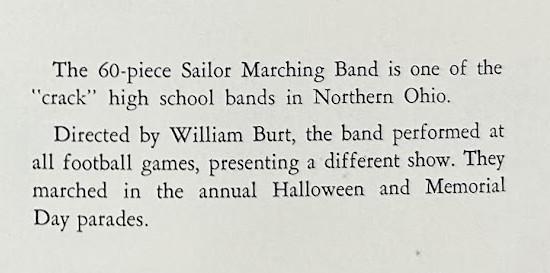 The 60-piece Sailor Marching Band is one of the
"crack" high school bands in Northern Ohio.
Directed by William Burt, the band performed at
all football games, presenting a different show. They
marched in the annual Halloween and Memorial
Day parades.